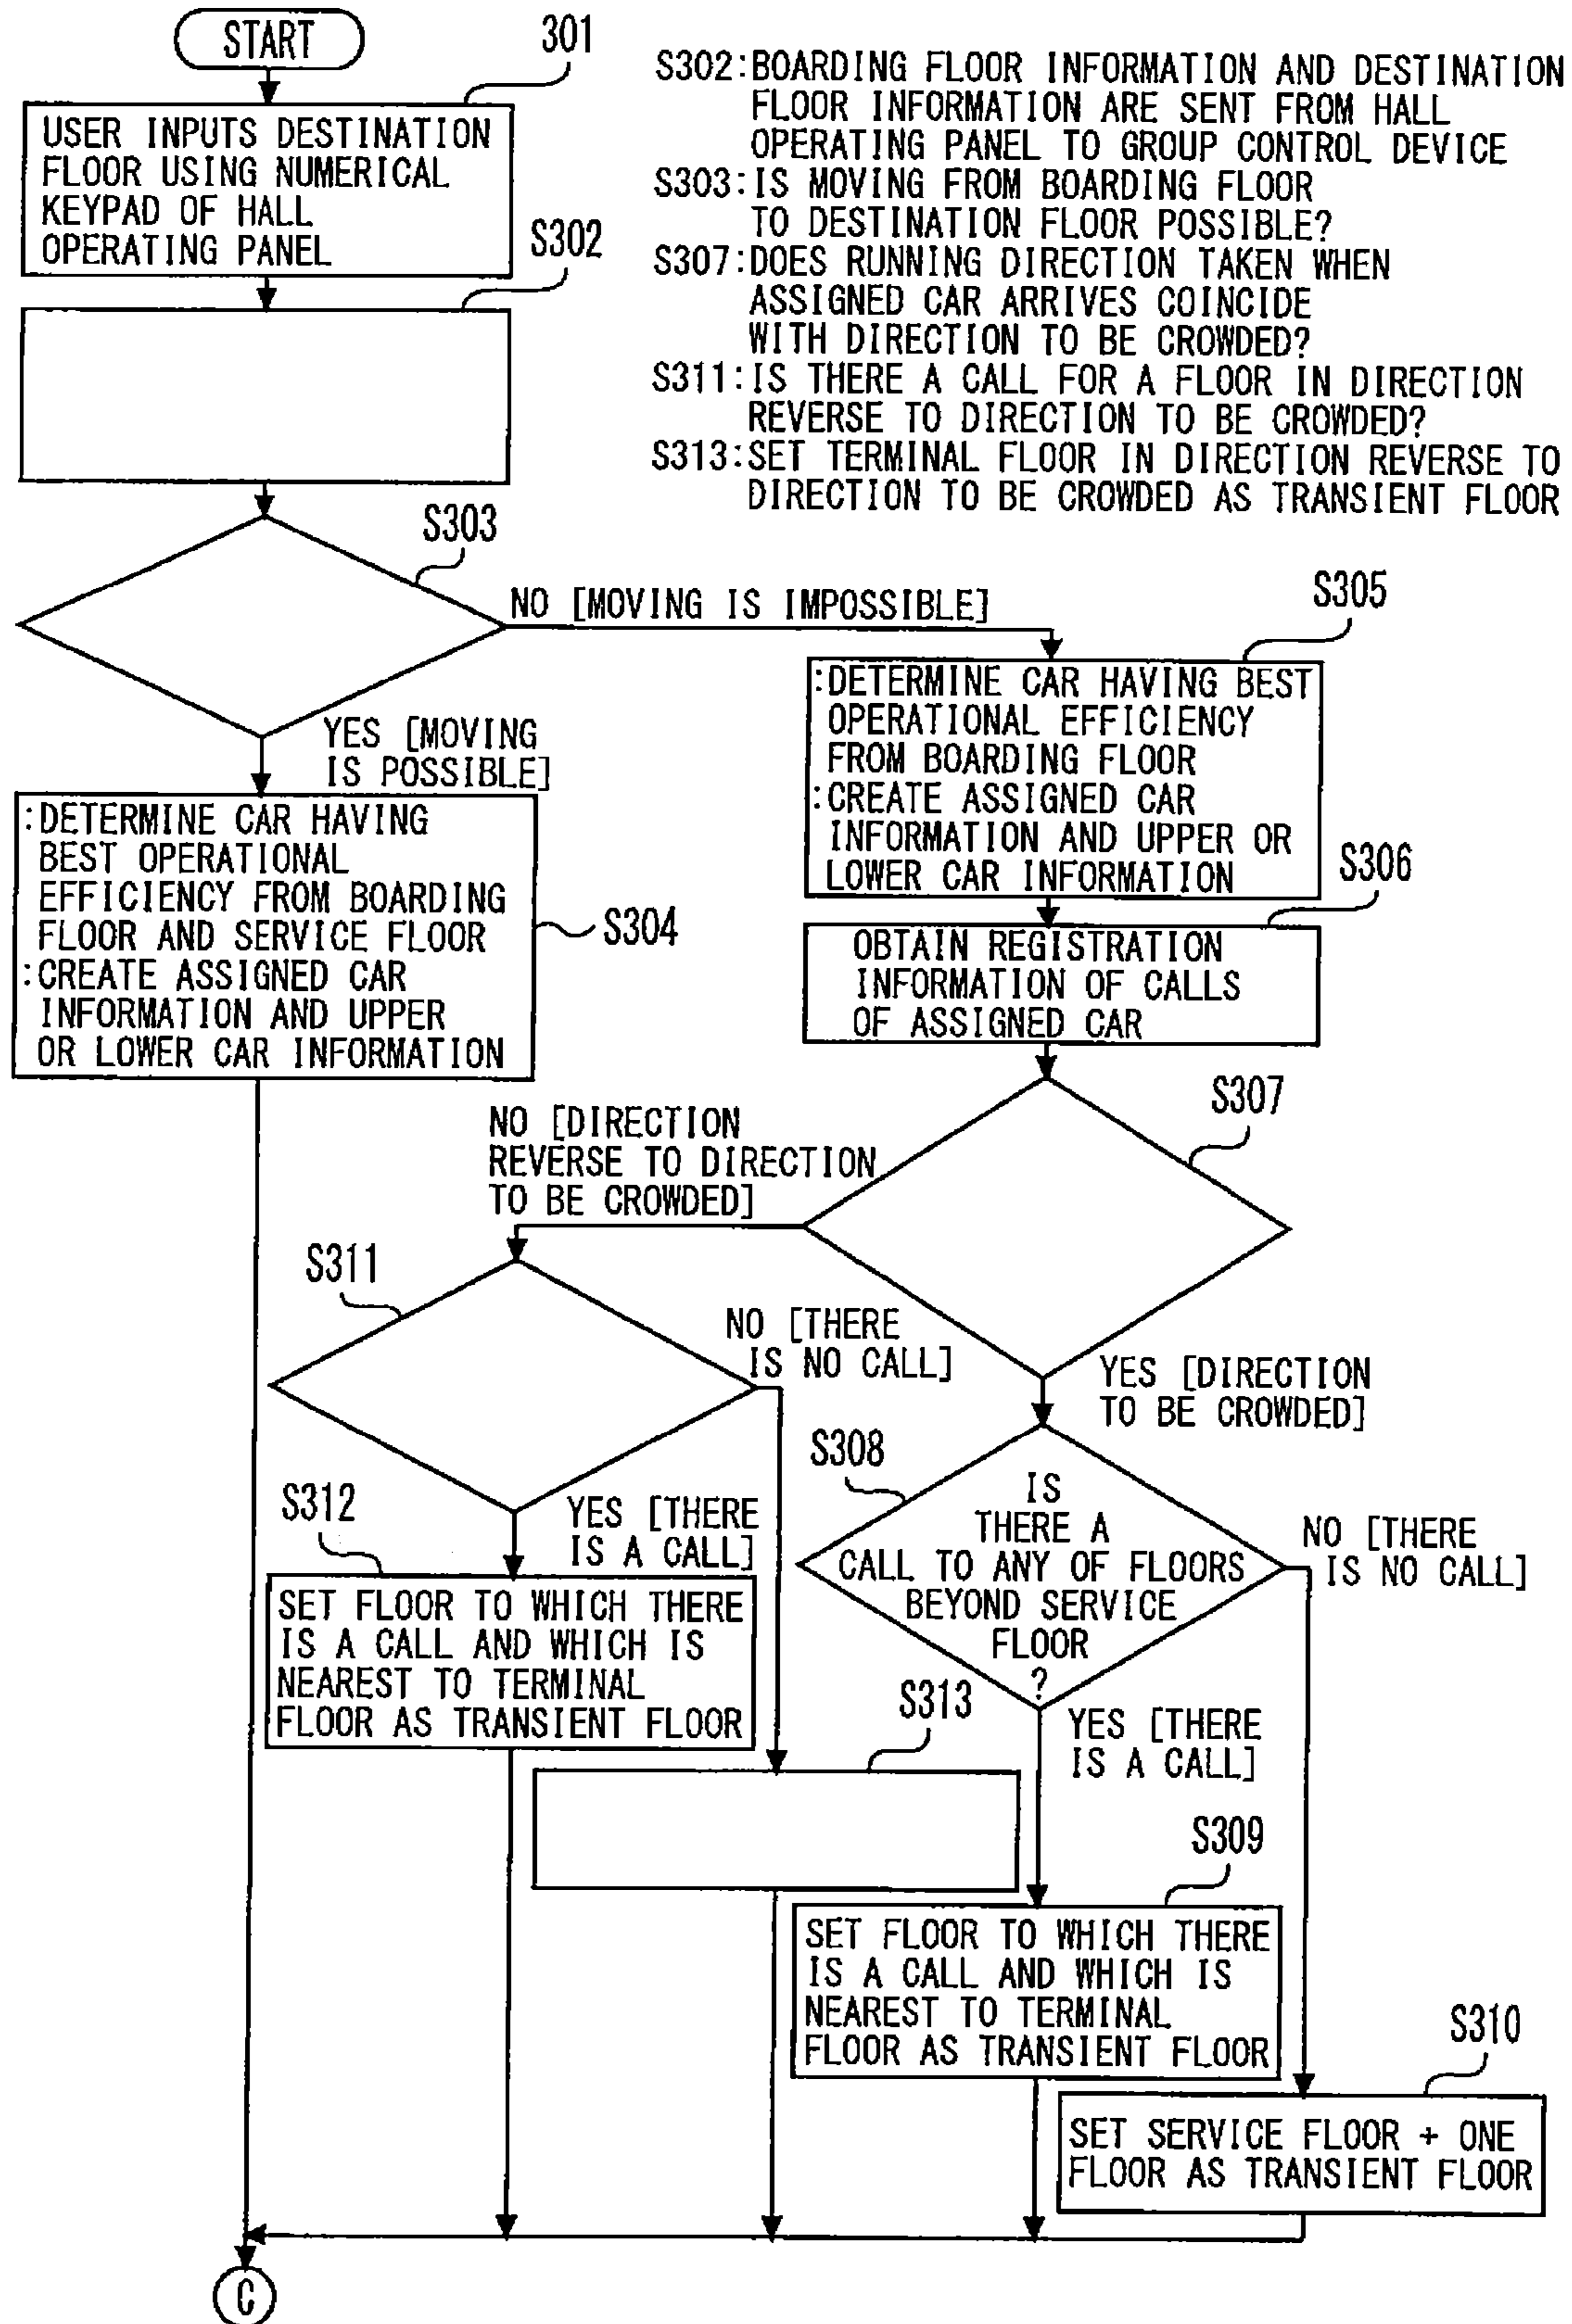 START
301
USER INPUTS DESTINATION
FLOOR USING NUMERICAL
KEYPAD OF HALL
OPERATING PANEL
S302:BOARDING FLOOR INFORMATION AND DESTINATION
FLOOR INFORMATION ARE SENT FROM HALL
OPERATING PANEL TO GROUP CONTROL DEVICE
S303:IS MOVING FROM BOARDING FLOOR
TO DESTINATION FLOOR POSSIBLE?
S307:DOES RUNNING DIRECTION TAKEN WHEN
ASSIGNED CAR ARRIVES COINCIDE
WITH DIRECTION TO BE CROWDED?
S311:IS THERE A CALL FOR A FLOOR IN DIRECTION
REVERSE TO DIRECTION TO BE CROWDED?
S313:SET TERMINAL FLOOR IN DIRECTION REVERSE TO
DIRECTION TO BE CROWDED AS TRANSIENT FLOOR
S302
S303
NO [MOVING IS IMPOSSIBLE]
YES [MOVING
IS POSSIBLE]
S305
:DETERMINE CAR HAVING BEST
OPERATIONAL EFFICIENCY
FROM BOARDING FLOOR
:CREATE ASSIGNED CAR
INFORMATION AND UPPER OR
LOWER CAR INFORMATION
:DETERMINE CAR HAVING
BEST OPERATIONAL
EFFICIENCY FROM BOARDING
FLOOR AND SERVICE FLOOR
:CREATE ASSIGNED CAR
INFORMATION AND UPPER
OR LOWER CAR INFORMATION
S304
S306
OBTAIN REGISTRATION
INFORMATION OF CALLS
OF ASSIGNED CAR
S307
NO [DIRECTION
REVERSE TO DIRECTION
TO BE CROWDED]
YES [DIRECTION
TO BE CROWDED]
S311
NO [THERE
IS NO CALL]
YES [THERE
IS A CALL]
S308
IS
THERE A
CALL TO ANY OF FLOORS
BEYOND SERVICE
FLOOR
?
NO [THERE
IS NO CALL]
YES [THERE
IS A CALL]
S312
SET FLOOR TO WHICH THERE
IS A CALL AND WHICH IS
NEAREST TO TERMINAL
FLOOR AS TRANSIENT FLOOR
S313
S309
SET FLOOR TO WHICH THERE
IS A CALL AND WHICH IS
NEAREST TO TERMINAL
FLOOR AS TRANSIENT FLOOR
S310
SET SERVICE FLOOR + ONE
FLOOR AS TRANSIENT FLOOR
C